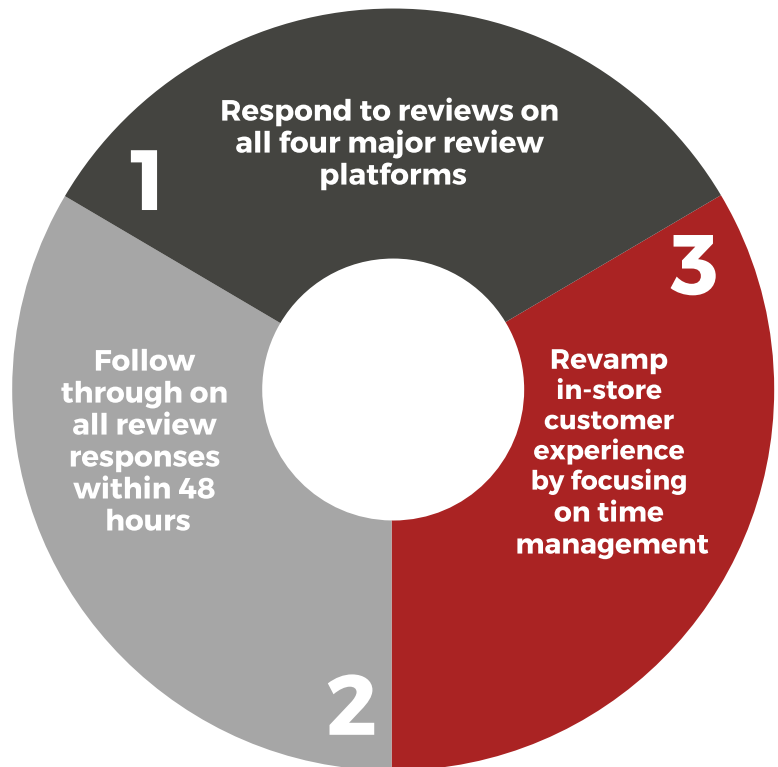 1
Respond to reviews on
all four major review
platforms
2
Follow
through on
all review
responses
within 48
hours
3
Revamp
in-store
customer
experience
by focusing
on time
management